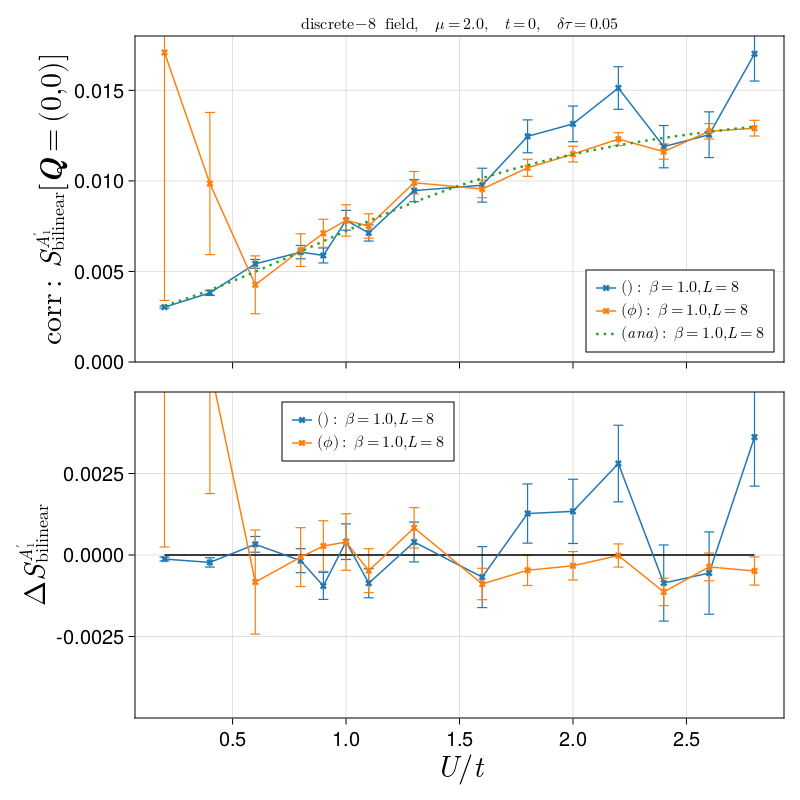 discrete−8 field, μ = 2.0, t = 0, δτ = 0.05
corr: S^{A_1'}_{bilinear}[Q = (0,0)]
0.015
0.010
0.005
0.000
() : β = 1.0,L = 8
(ϕ) : β = 1.0,L = 8
(ana) : β = 1.0,L = 8
ΔS^{A_1'}_{bilinear}
0.0025
0.0000
-0.0025
() : β = 1.0,L = 8
(ϕ) : β = 1.0,L = 8
0.5 1.0 1.5 2.0 2.5
U/t